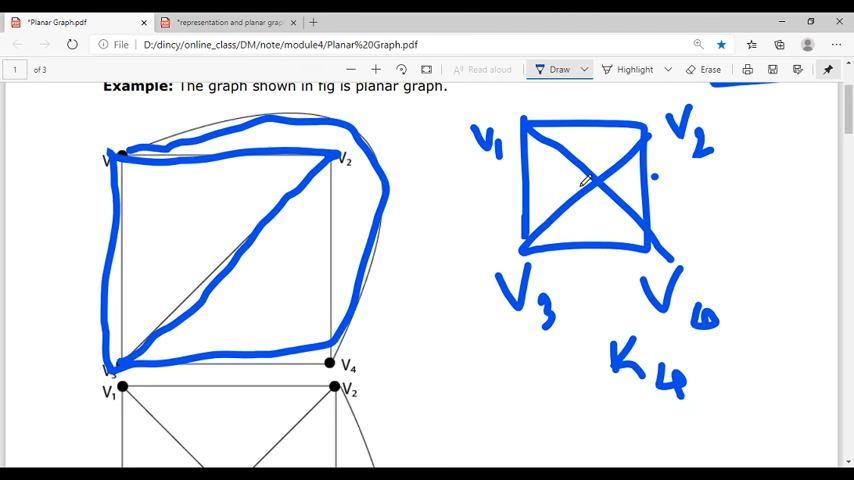 *Planar Graph.pdf
*representation and planar grap
File
D:/dincy/online_class/DM/note/module4/Planar%20Graph.pdf
1 of 3
Read aloud
Draw
Highlight
Erase
Example: The graph shown in fig is planar graph.
V2
V4
V1
V2
V1
V2
V3
V4
K4